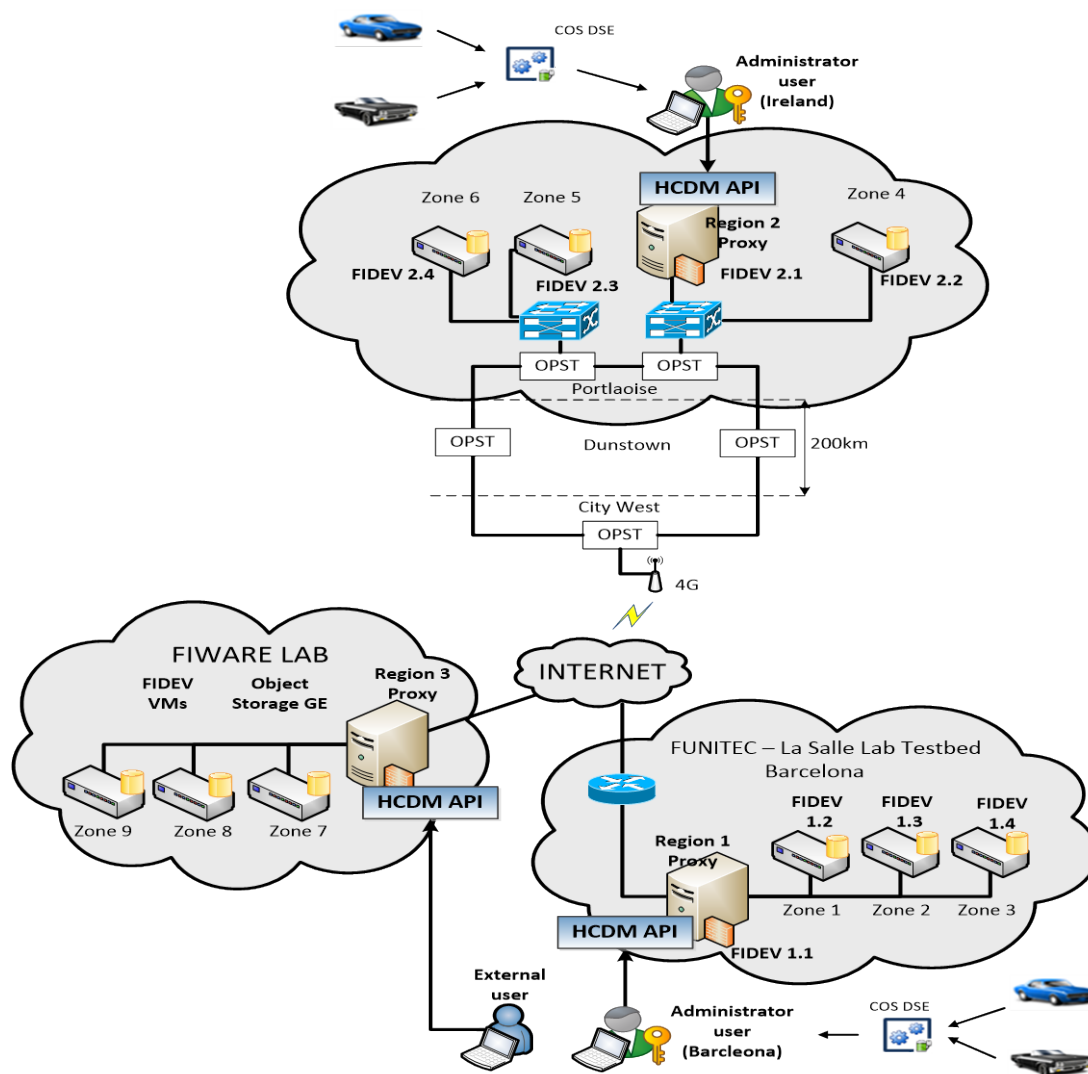 COS DSE
Administrator
user
(Ireland)
HCDM API
Zone 6
Zone 5
Zone 4
Region 2
Proxy
FIDEV 2.4
FIDEV 2.3
FIDEV 2.1
FIDEV 2.2
OPST
OPST
Portlaoise
OPST
Dunstown
OPST
200km
City West
OPST
4G
INTERNET
FIWARE LAB
FIDEV
VMs
Object
Storage GE
Region 3
Proxy
HCDM API
Zone 9
Zone 8
Zone 7
FUNITEC – La Salle Lab Testbed
Barcelona
FIDEV
1.2
FIDEV
1.3
FIDEV
1.4
Region 1
Proxy
Zone 1
Zone 2
Zone 3
HCDM API
FIDEV 1.1
External
user
Administrator
user
(Barcleona)
COS DSE